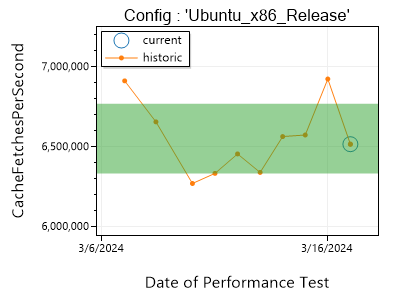 Config : 'Ubuntu_x86_Release'
current
historic
CacheFetchesPerSecond
7,000,000
6,500,000
6,000,000
3/6/2024
3/16/2024
Date of Performance Test